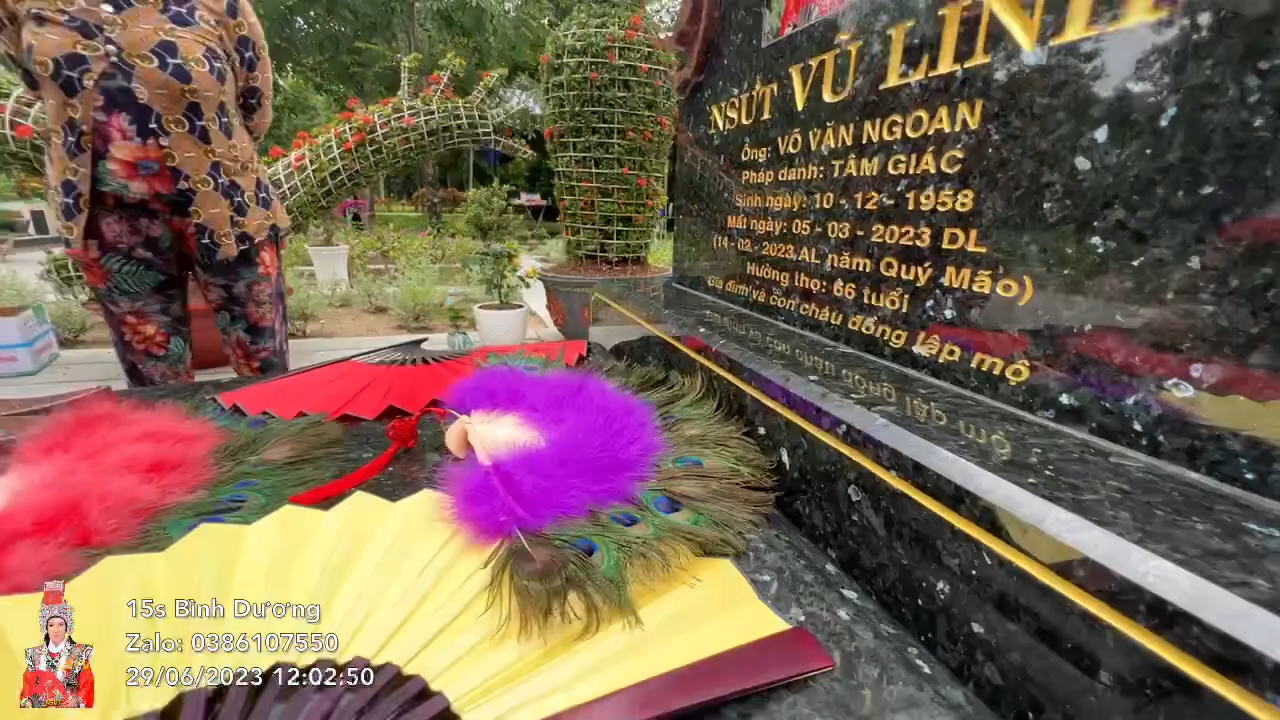 NSƯT VŨ LINH
Ông: VÕ VĂN NGOAN
Pháp danh: TÂM GIÁC
Sinh ngày: 10 - 12 - 1958
Mất ngày: 05 - 03 - 2023 DL
(14 - 02 - 2023 AL năm Quý Mão)
Hưởng thọ: 66 tuổi
Gia đình và con cháu đồng lập mộ
15s Bình Dương
Zalo: 0386107550
29/06/2023 12:02:50